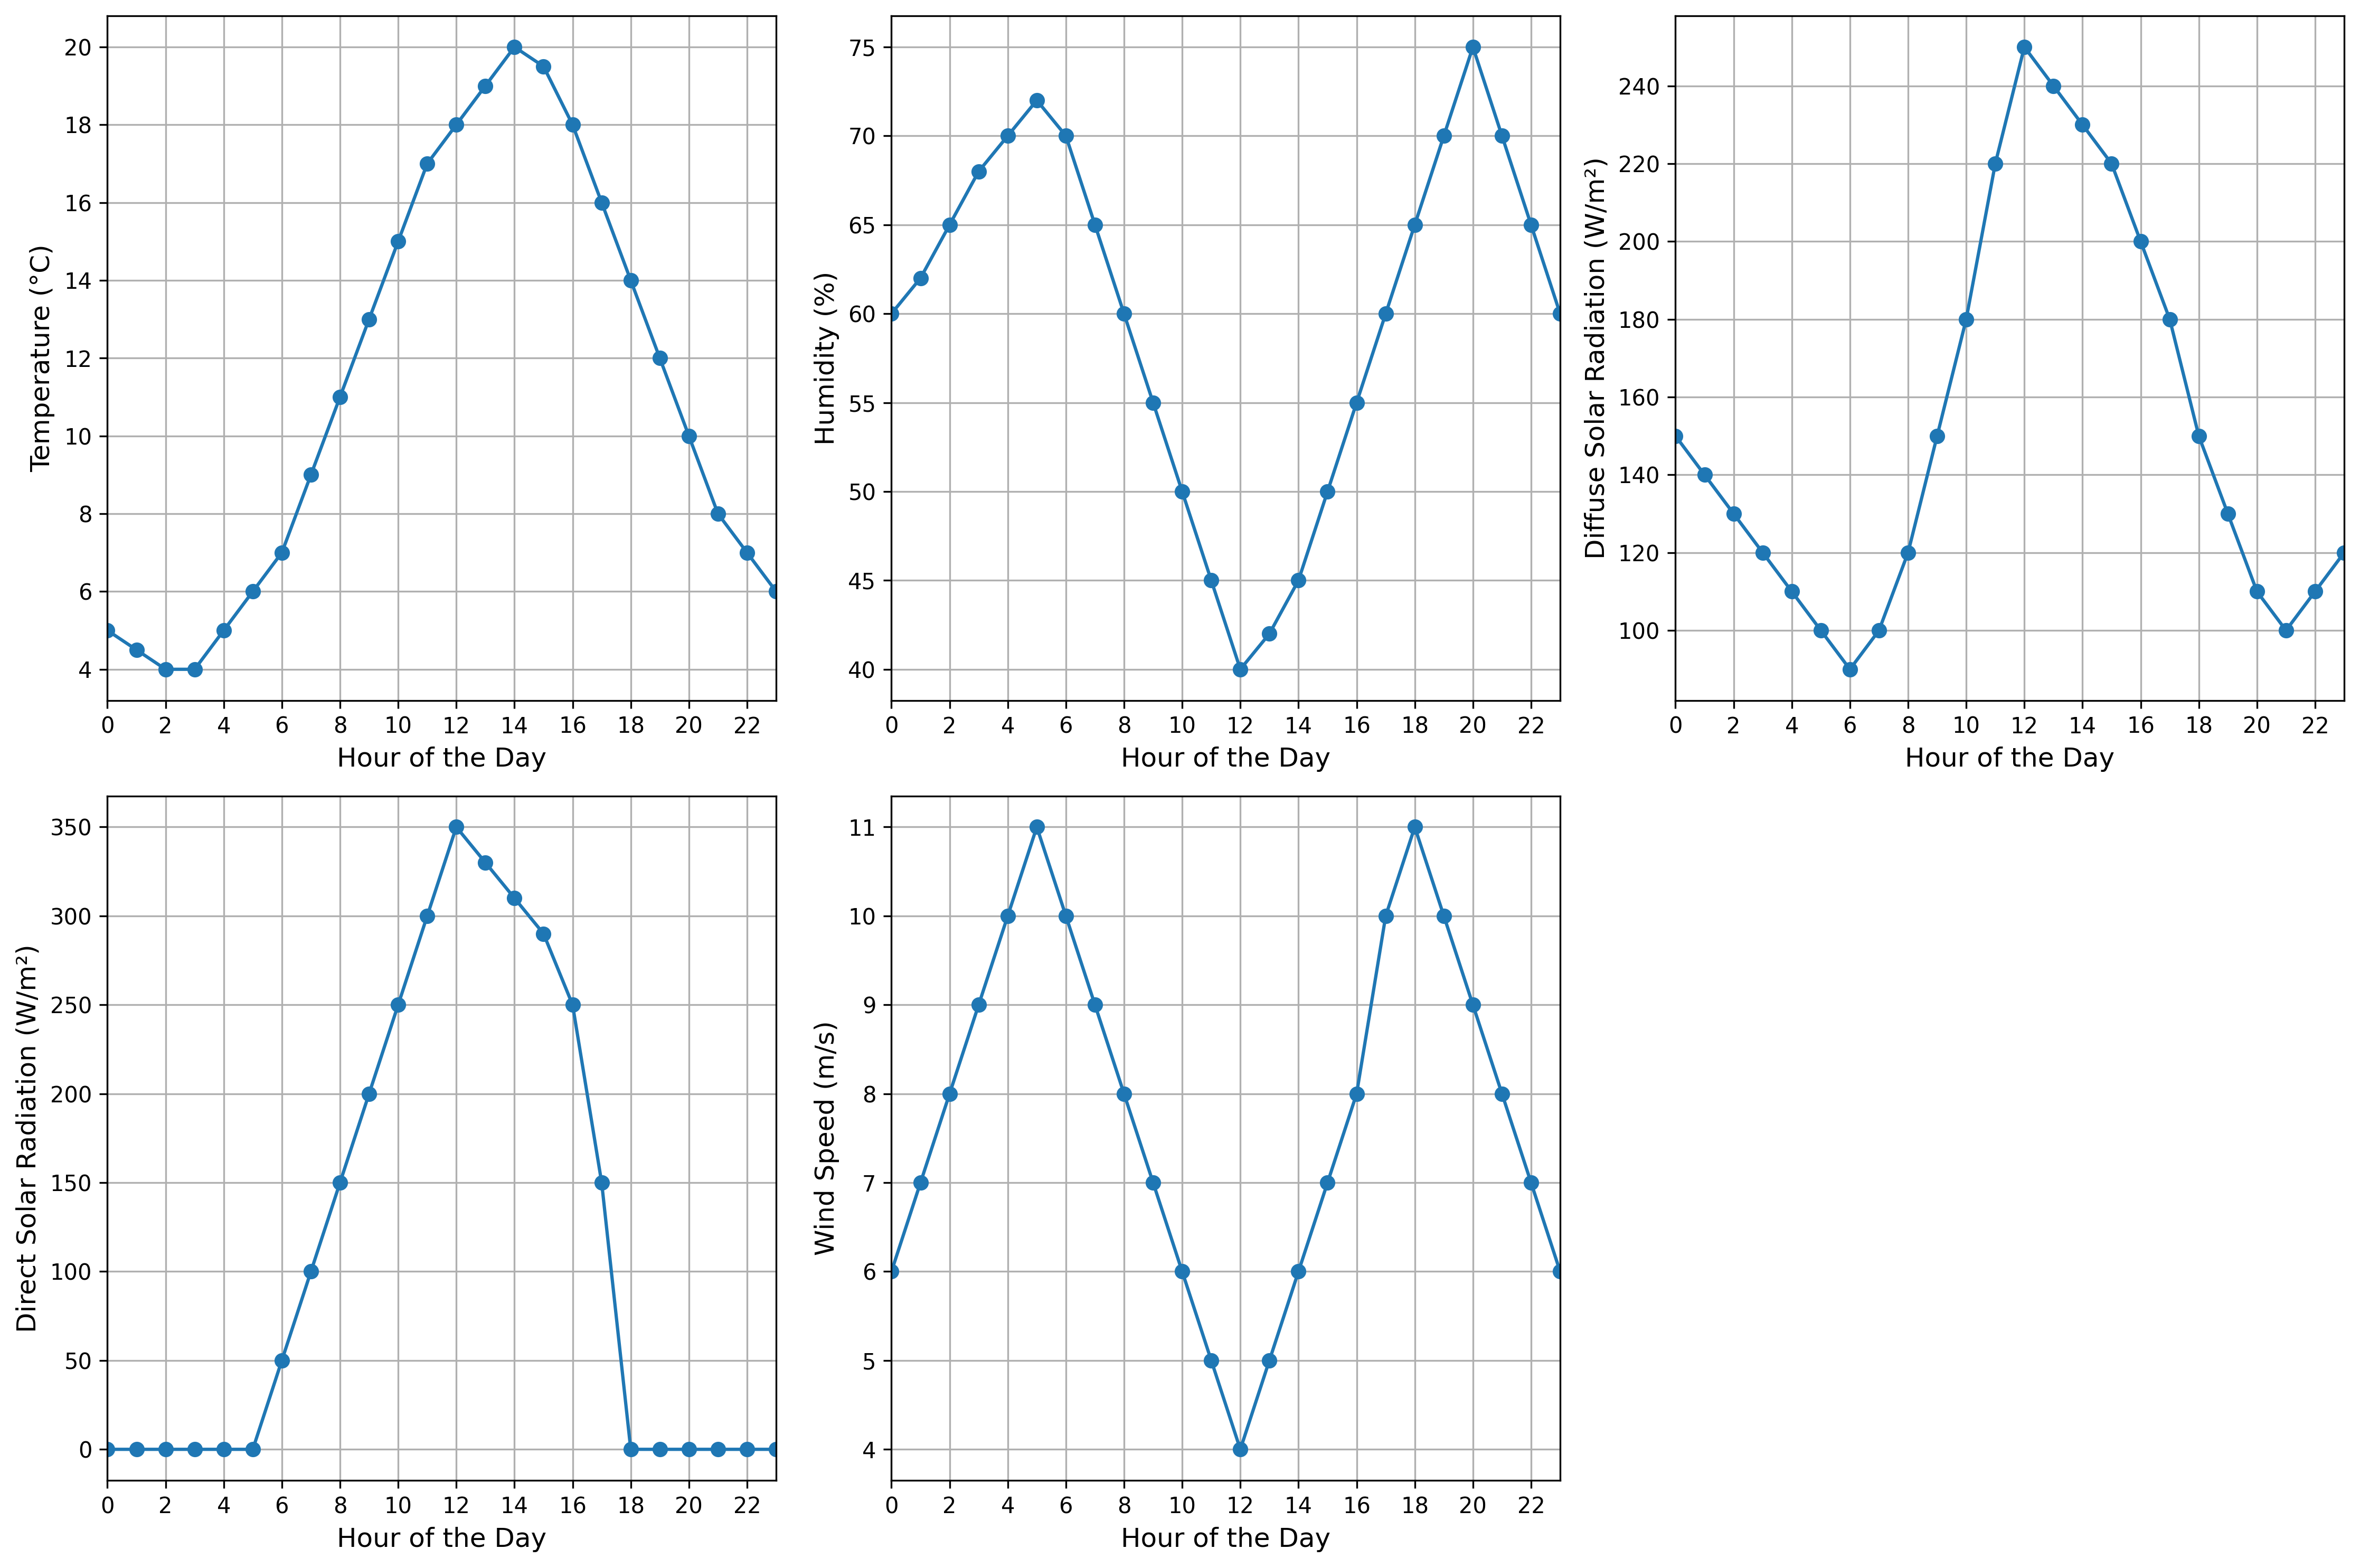 Temperature (°C)
20
18
16
14
12
10
8
6
4
0 2 4 6 8 10 12 14 16 18 20 22
Hour of the Day
Humidity (%)
75
70
65
60
55
50
45
40
0 2 4 6 8 10 12 14 16 18 20 22
Hour of the Day
Diffuse Solar Radiation (W/m²)
240
220
200
180
160
140
120
100
0 2 4 6 8 10 12 14 16 18 20 22
Hour of the Day
Direct Solar Radiation (W/m²)
350
300
250
200
150
100
50
0
0 2 4 6 8 10 12 14 16 18 20 22
Hour of the Day
Wind Speed (m/s)
11
10
9
8
7
6
5
4
0 2 4 6 8 10 12 14 16 18 20 22
Hour of the Day